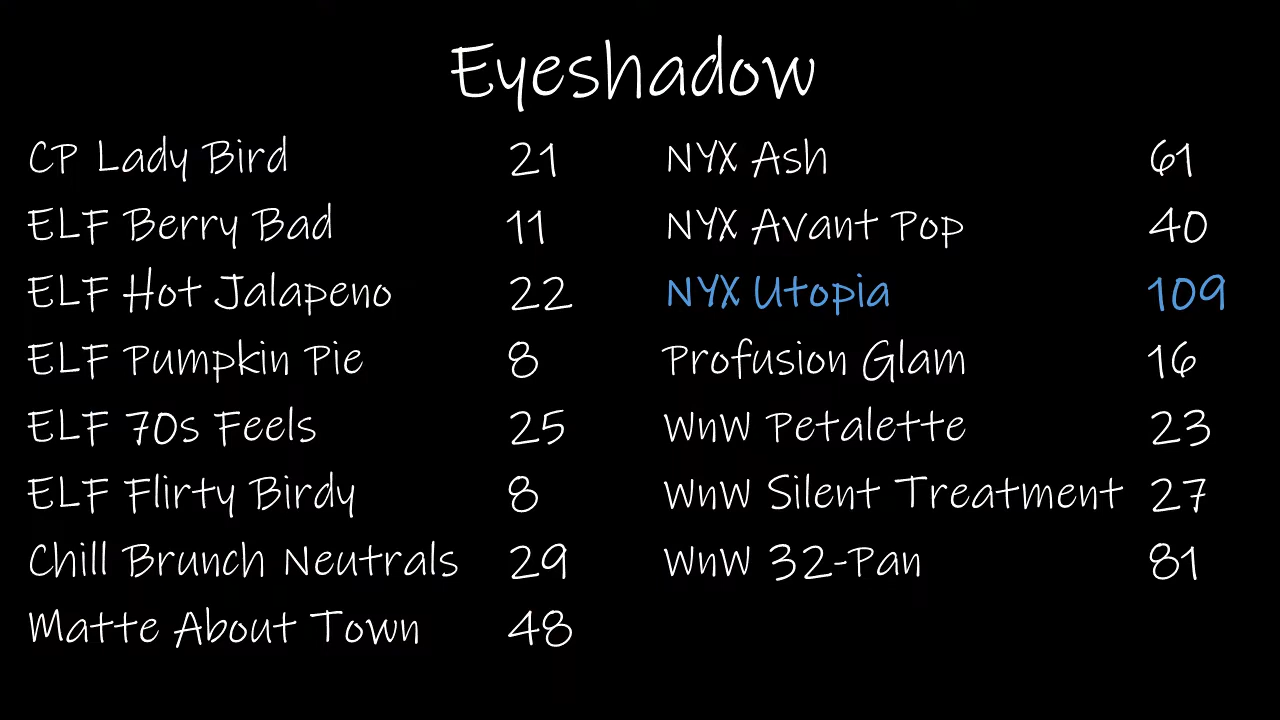 Eyeshadow
CP Lady Bird 21
ELF Berry Bad 11
ELF Hot Jalapeno 22
ELF Pumpkin Pie 8
ELF 70s Feels 25
ELF Flirty Birdy 8
Chill Brunch Neutrals 29
Matte About Town 48
NYX Ash 61
NYX Avant Pop 40
NYX Utopia 109
Profusion Glam 16
WnW Petalette 23
WnW Silent Treatment 27
WnW 32-Pan 81